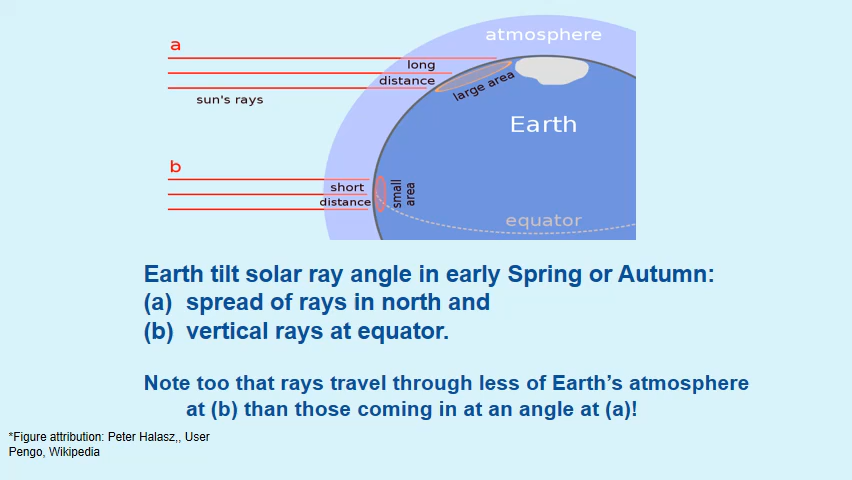 atmosphere
a
long
distance
sun's rays
large area
Earth
b
short
distance
small
area
equator
Earth tilt solar ray angle in early Spring or Autumn:
(a) spread of rays in north and
(b) vertical rays at equator.
Note too that rays travel through less of Earth's atmosphere
at (b) than those coming in at an angle at (a)!
*Figure attribution: Peter Halasz,, User
Pengo, Wikipedia